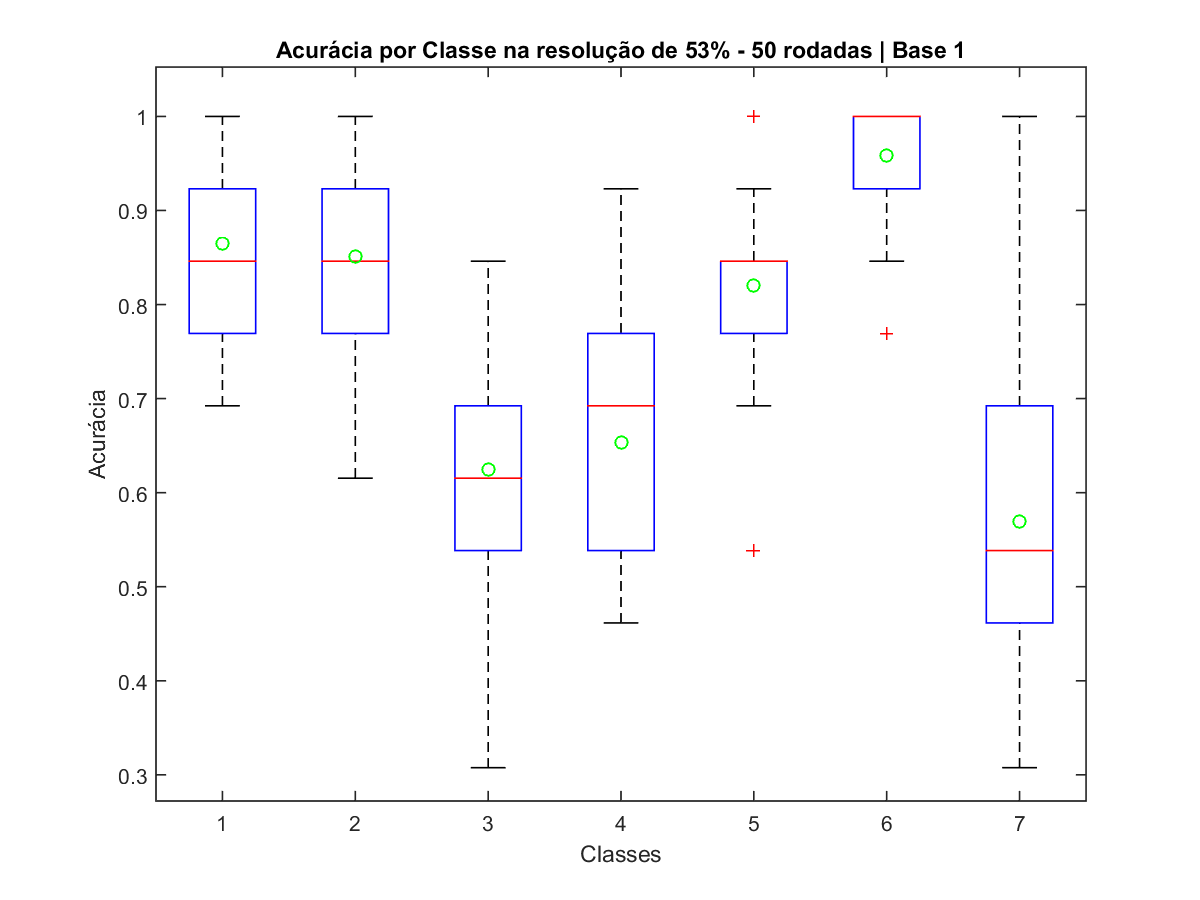 Acurácia por Classe na resolução de 53% - 50 rodadas | Base 1
1
0.9
0.8
0.7
0.6
0.5
0.4
0.3
Acurácia
1 2 3 4 5 6 7
Classes